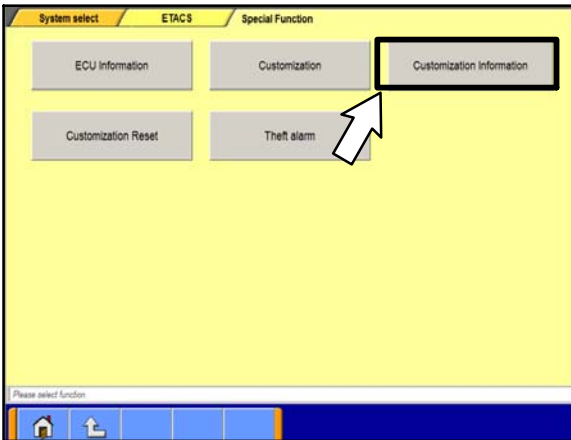 System select ETACS Special Function
ECU Information Customization Customization Information
Customization Reset Theft alarm
Please select function